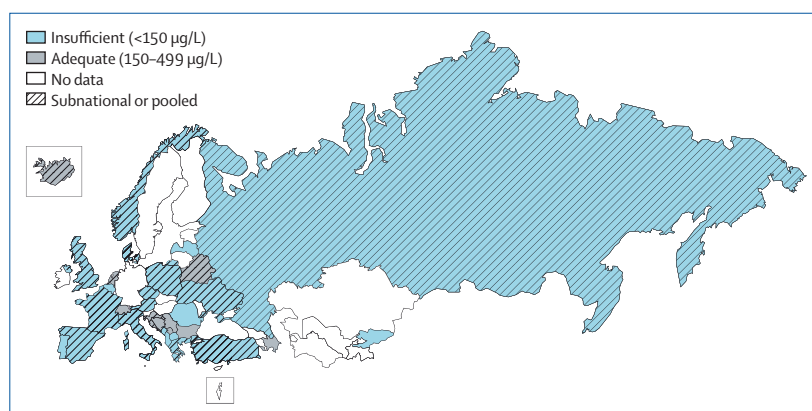 Insufficient (<150 µg/L)
Adequate (150–499 µg/L)
No data
Subnational or pooled